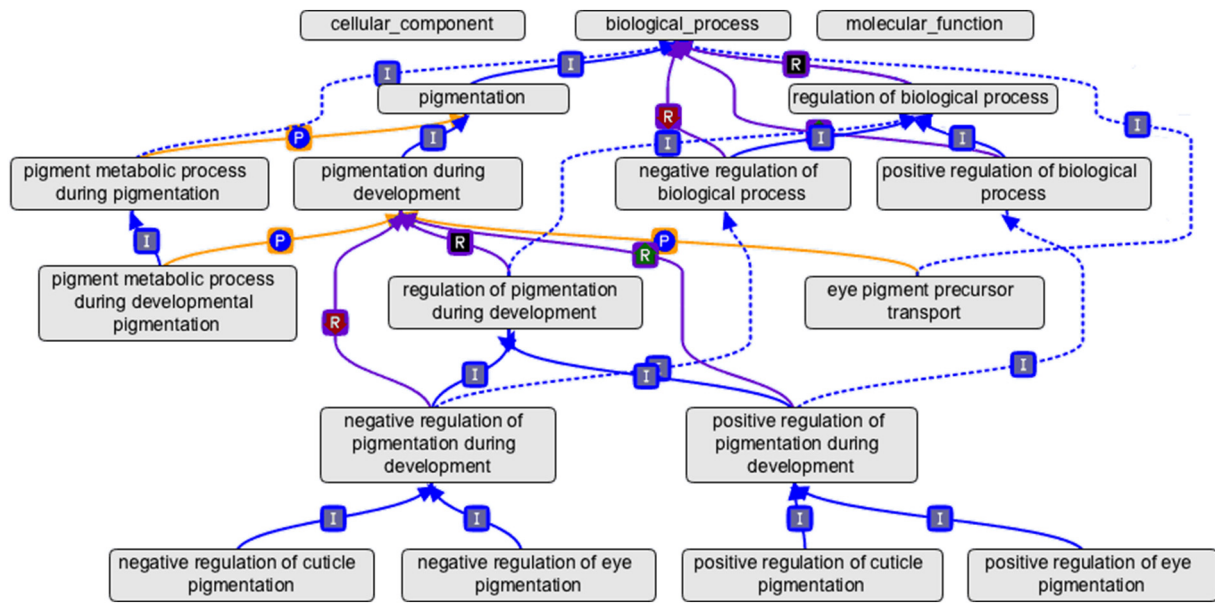 cellular_component
biological_process
molecular_function
R
I
I
pigmentation
regulation of biological process
R
I
P
I
I
I
I
pigment metabolic process
during pigmentation
pigmentation during
development
negative regulation of
biological process
positive regulation of biological
process
I
P
R
P
R
pigment metabolic process
during developmental
pigmentation
regulation of pigmentation
during development
eye pigment precursor
transport
R
I
I
I
negative regulation of
pigmentation during
development
positive regulation of
pigmentation during
development
I
I
I
I
negative regulation of cuticle
pigmentation
negative regulation of eye
pigmentation
positive regulation of cuticle
pigmentation
positive regulation of eye
pigmentation